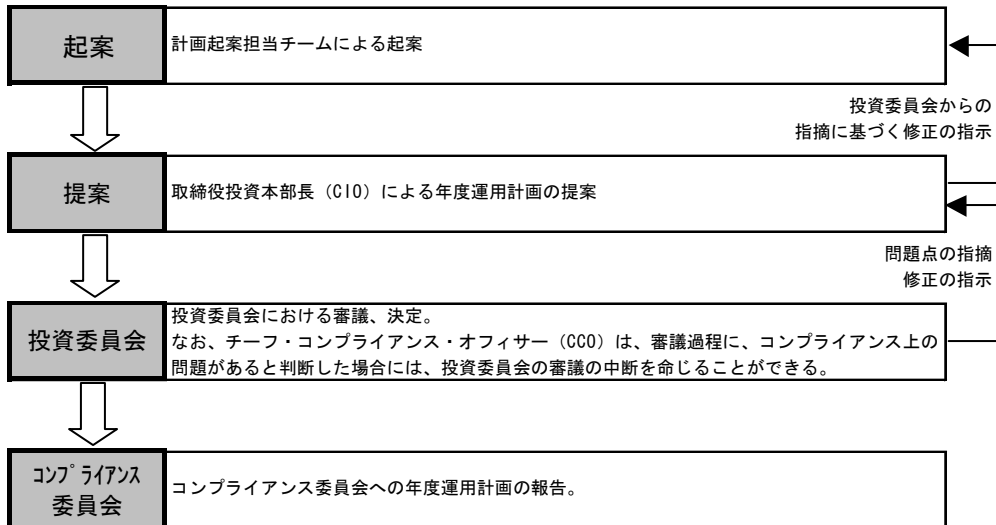 起案
計画起案担当チームによる起案
投資委員会からの
指摘に基づく修正の指示
提案
取締役投資本部長（CIO）による年度運用計画の提案
問題点の指摘
修正の指示
投資委員会
投資委員会における審議、決定。
なお、チーフ・コンプライアンス・オフィサー（CCO）は、審議過程に、コンプライアンス上の
問題があると判断した場合には、投資委員会の審議の中断を命じることができる。
ｺﾝﾌﾟﾗｲｱﾝｽ
委員会
コンプライアンス委員会への年度運用計画の報告。